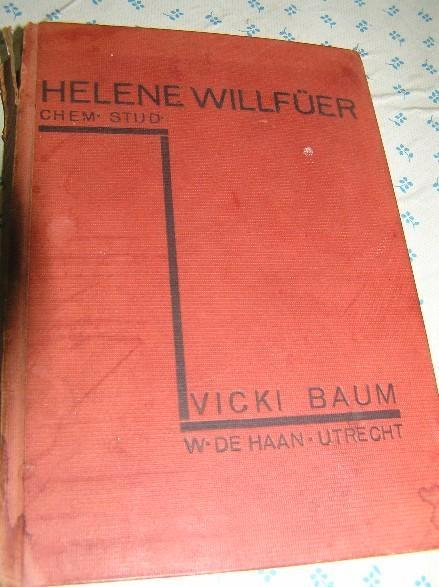 HELENE WILLFÜER
CHEM· STUD·
VICKI BAUM
W·DE HAAN·UTRECHT